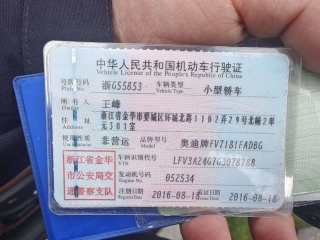 中华人民共和国机动车行驶证
Vehicle License of the People's Republic of China
号牌号码 浙G55853 车辆类型 小型轿车
Plate No. Vehicle Type
所有人 王峰
Owner
住址 浙江省金华市婺城区环城北路1102弄29号北幢2单
Address 元301室
使用性质 非营运 品牌型号 奥迪牌FV7181FADBG
Use Character Model
浙江省金华 车辆识别代号 LFV3A24G7G3078788
VIN
市公安局交 发动机号码 052534
Engine No.
通警察支队 注册日期 2016-08-18 发证日期 2016-08-18
Register Date Issue Date